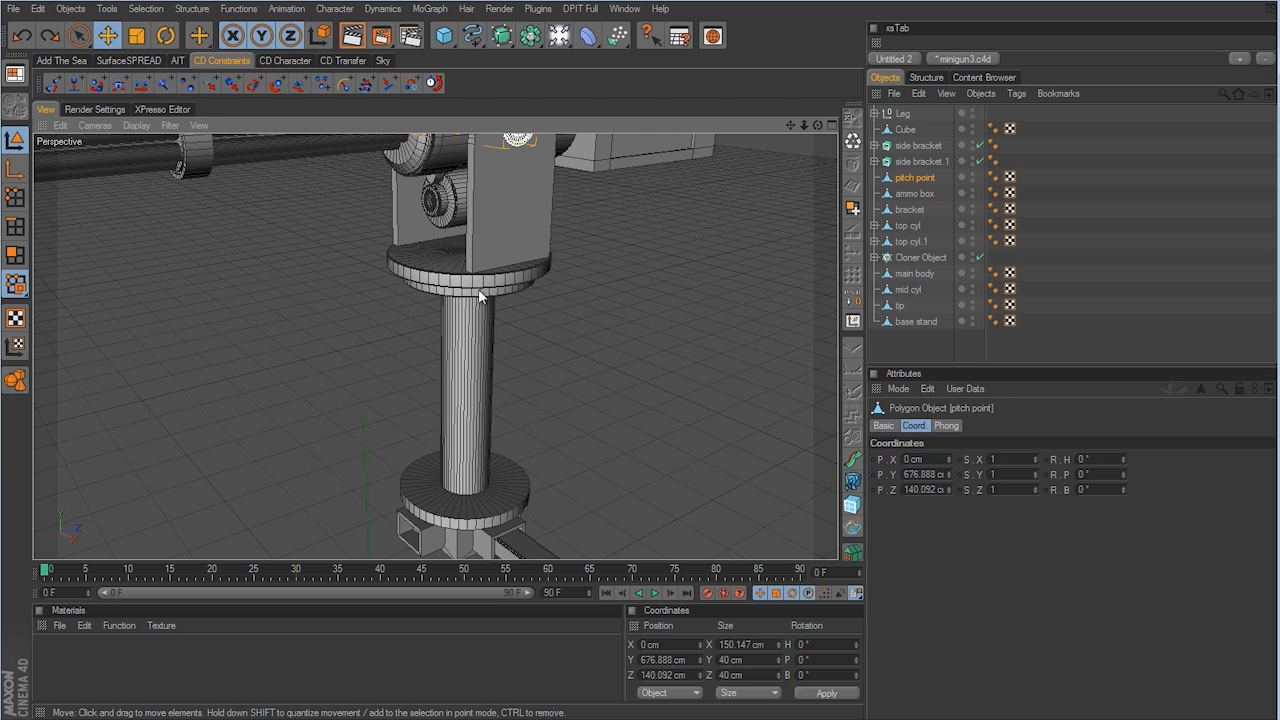 File Edit Objects Tools Selection Structure Functions Animation Character Dynamics MoGraph Hair Render Plugins DPIT Full Window Help
xsTab
Untitled 2 * minigun3.c4d + -
Add The Sea SurfaceSPREAD AIT CD Constraints CD Character CD Transfer Sky
Objects Structure Content Browser
File Edit View Objects Tags Bookmarks
View Render Settings XPresso Editor
Edit Cameras Display Filter View
Perspective
Leg
Cube
side bracket
side bracket.1
pitch point
ammo box
bracket
top cyl
top cyl.1
Cloner Object
main body
mid cyl
tip
base stand
Attributes
Mode Edit User Data
Polygon Object [pitch point]
Basic Coord. Phong
Coordinates
P . X 0 cm S . X 1 R . H 0 °
P . Y 676.888 c S . Y 1 R . P 0 °
P . Z 140.092 c S . Z 1 R . B 0 °
Y
Y Z X
0 5 10 15 20 25 30 35 40 45 50 55 60 65 70 75 80 85 90 0 F
0 F 0 F 90 F 90 F
Materials
File Edit Function Texture
Coordinates
Position Size Rotation
X 0 cm X 150.147 cm H 0 °
Y 676.888 cm Y 40 cm P 0 °
Z 140.092 cm Z 40 cm B 0 °
Object Size Apply
MAXON CINEMA 4D
Move: Click and drag to move elements. Hold down SHIFT to quantize movement / add to the selection in point mode, CTRL to remove.